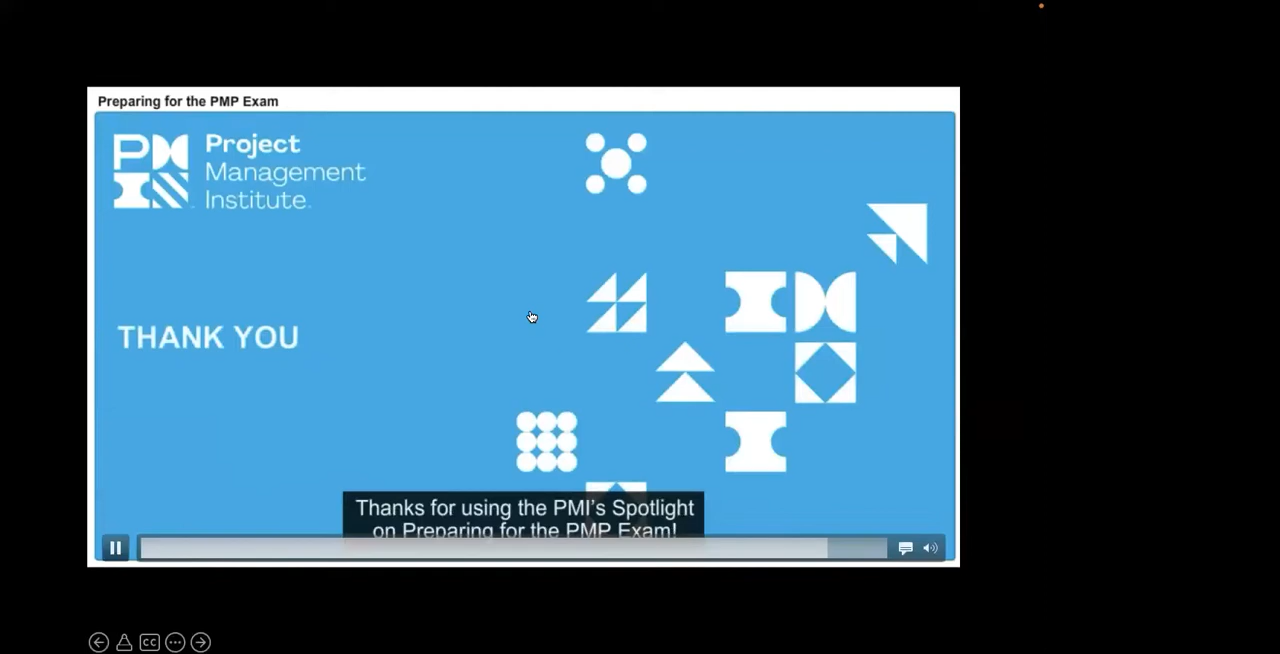 Preparing for the PMP Exam
Project
Management
Institute.
THANK YOU
Thanks for using the PMI's Spotlight
on Preparing for the PMP Exam!
CC